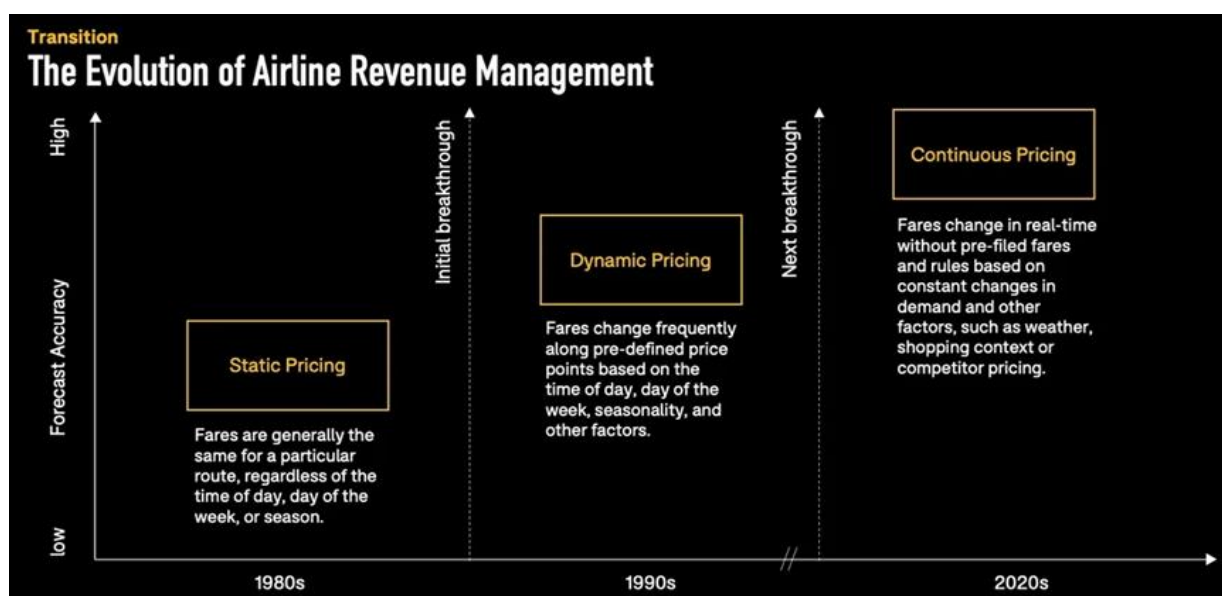 Transition
The Evolution of Airline Revenue Management
High
Forecast Accuracy
low
Initial breakthrough
Next breakthrough
Static Pricing
Fares are generally the
same for a particular
route, regardless of the
time of day, day of the
week, or season.
Dynamic Pricing
Fares change frequently
along pre-defined price
points based on the
time of day, day of the
week, seasonality, and
other factors.
Continuous Pricing
Fares change in real-time
without pre-filed fares
and rules based on
constant changes in
demand and other
factors, such as weather,
shopping context or
competitor pricing.
1980s
1990s
2020s